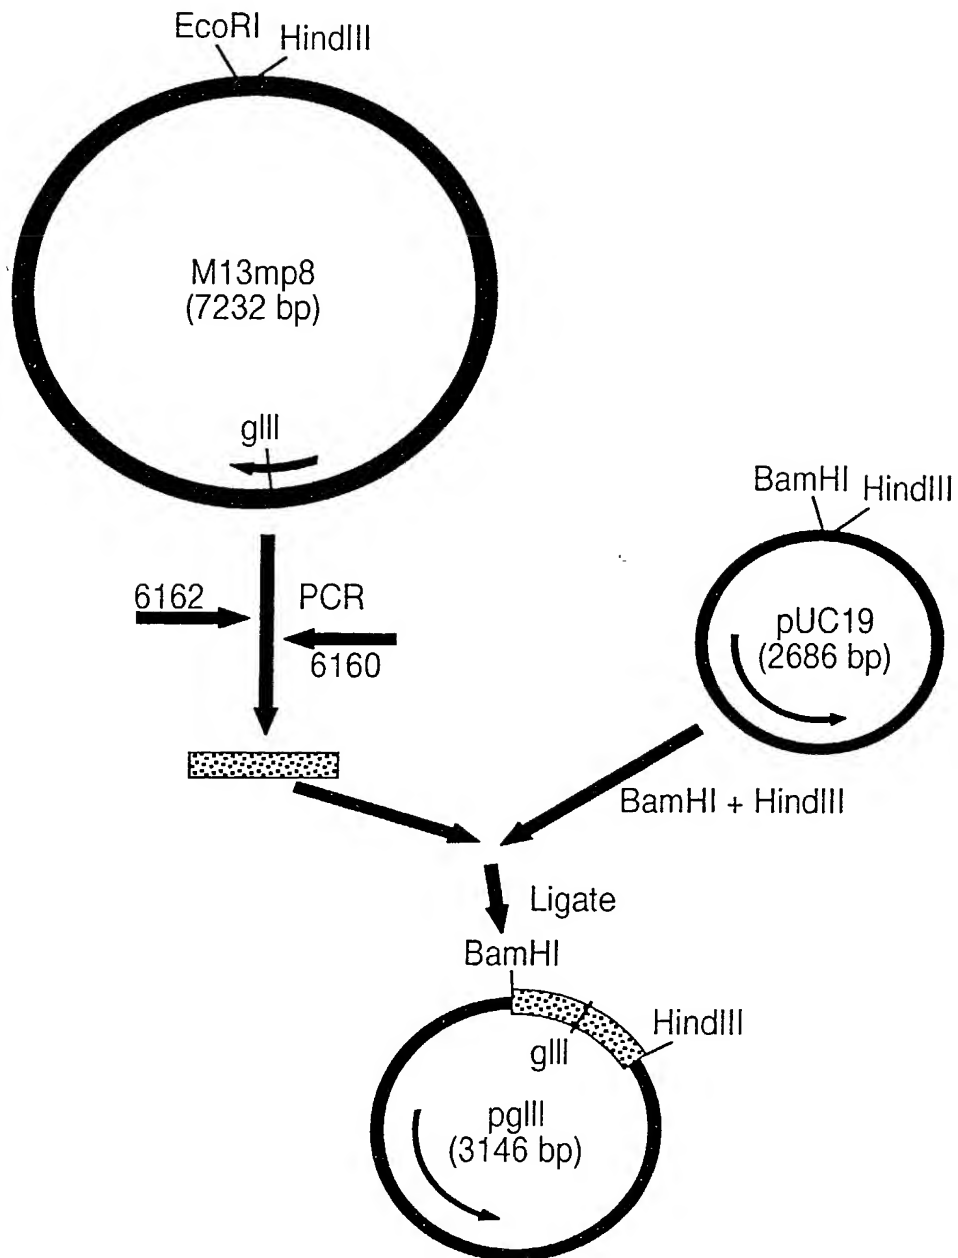 EcoRI
HindIII
M13mp8
(7232 bp)
gIII
BamHI
HindIII
pUC19
(2686 bp)
6162
PCR
6160
BamHI + HindIII
Ligate
BamHI
HindIII
gIII
pgIII
(3146 bp)